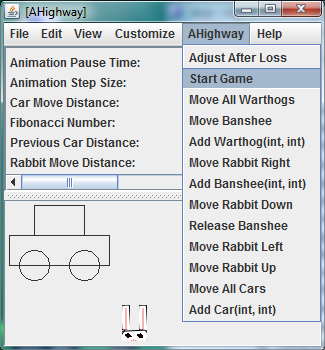 [AHighway]
File Edit View Customize AHighway Help
Animation Pause Time:
Animation Step Size:
Car Move Distance:
Fibonacci Number:
Previous Car Distance:
Rabbit Move Distance:
Adjust After Loss
Start Game
Move All Warthogs
Move Banshee
Add Warthog(int, int)
Move Rabbit Right
Add Banshee(int, int)
Move Rabbit Down
Release Banshee
Move Rabbit Left
Move Rabbit Up
Move All Cars
Add Car(int, int)